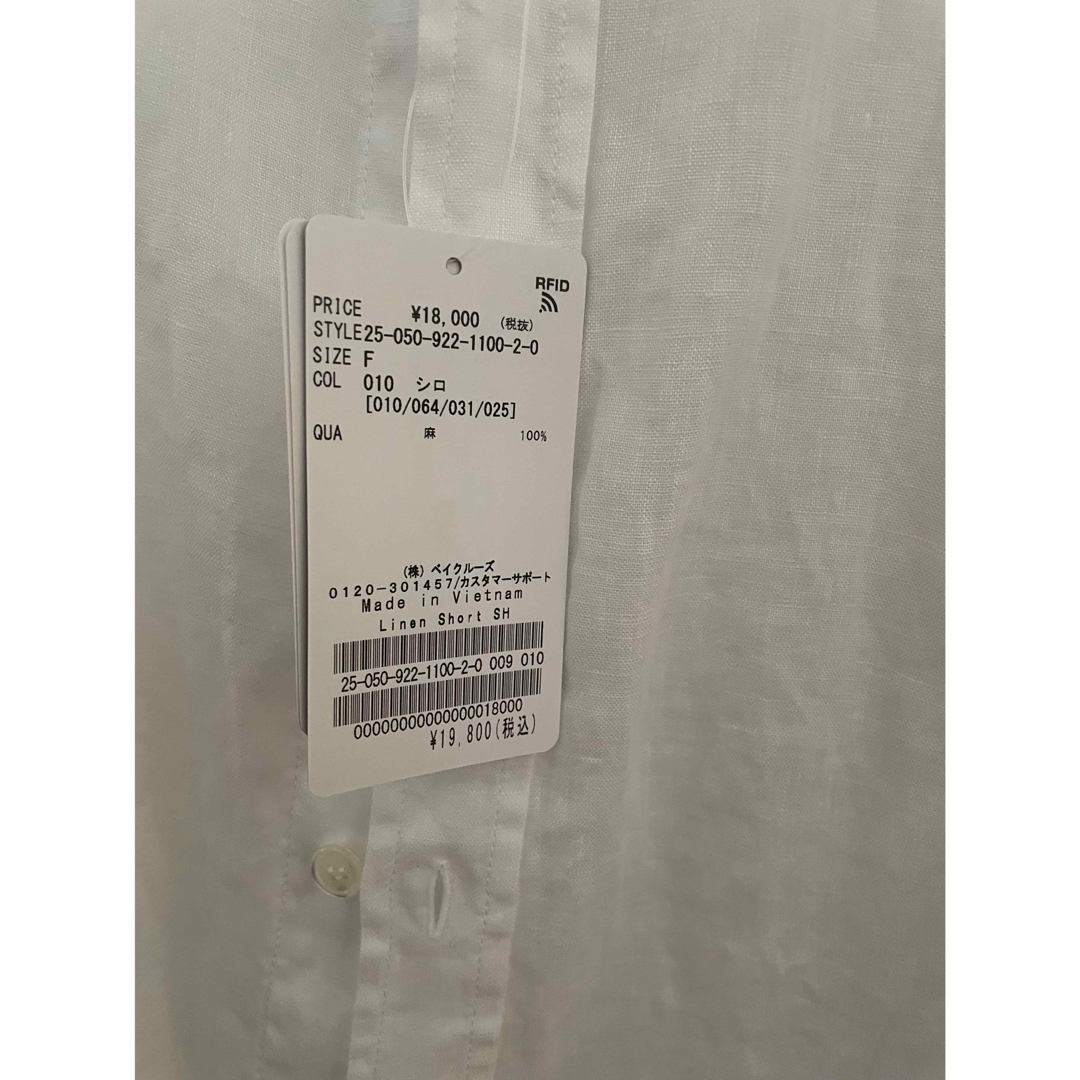 RFID
PRICE ¥18,000 (税抜)
STYLE25-050-922-1100-2-0
SIZE F
COL 010 シロ
[010/064/031/025]
QUA 麻 100%
(株) ベイクルーズ
0120-301457/カスタマーサポート
Made in Vietnam
Linen Short SH
25-050-922-1100-2-0 009 010
00000000000000018000
¥19,800(税込)